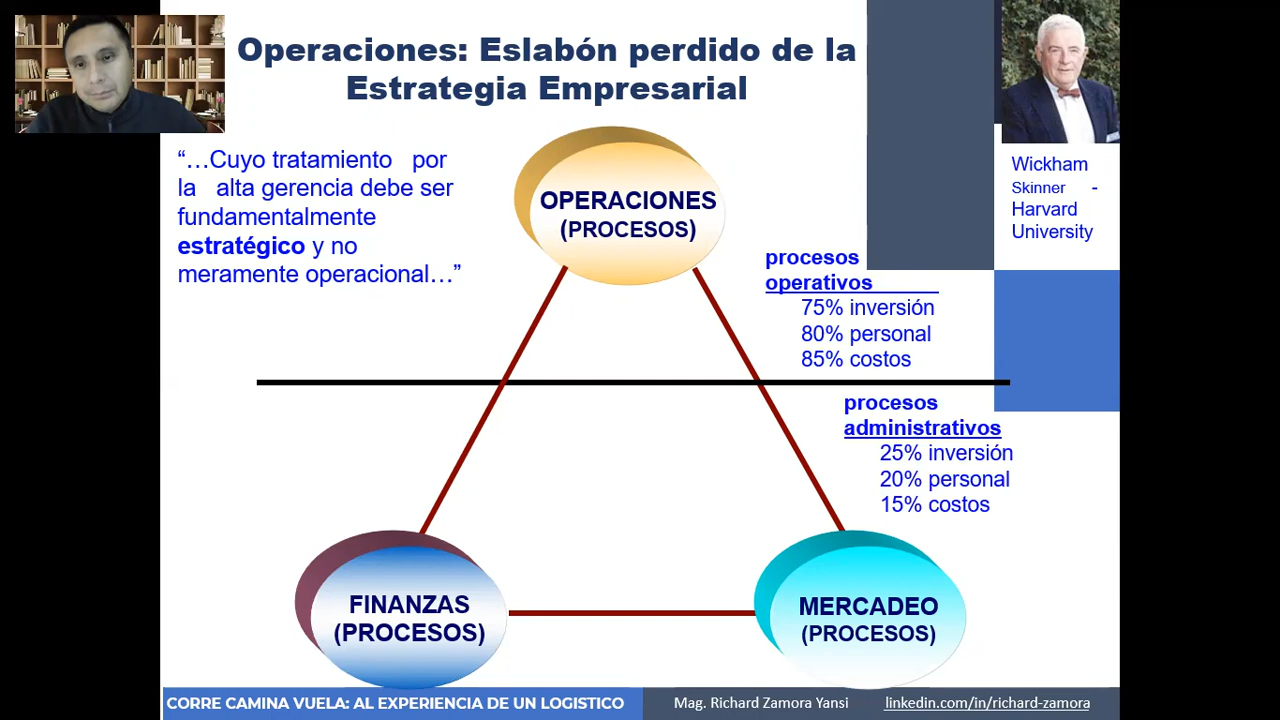 Operaciones: Eslabón perdido de la
Estrategia Empresarial
“…Cuyo tratamiento por
la alta gerencia debe ser
fundamentalmente
estratégico y no
meramente operacional…”
OPERACIONES
(PROCESOS)
Wickham
Skinner -
Harvard
University
procesos
operativos
75% inversión
80% personal
85% costos
procesos
administrativos
25% inversión
20% personal
15% costos
FINANZAS
(PROCESOS)
MERCADEO
(PROCESOS)
CORRE CAMINA VUELA: AL EXPERIENCIA DE UN LOGISTICO
Mag. Richard Zamora Yansi
linkedin.com/in/richard-zamora